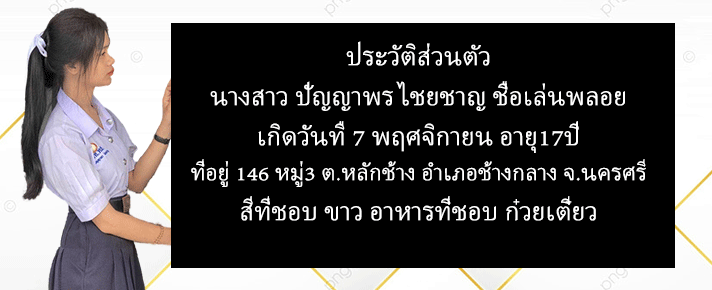 ประวัติส่วนตัว
นางสาว ปัญญาพร ไชยชาญ ชื่อเล่นพลอย
เกิดวันที่ 7 พฤศจิกายน อายุ17ปี
ที่อยู่ 146 หมู่3 ต.หลักช้าง อำเภอช้างกลาง จ.นครศรี
สีที่ชอบ ขาว อาหารที่ชอบ ก๋วยเตี๋ยว